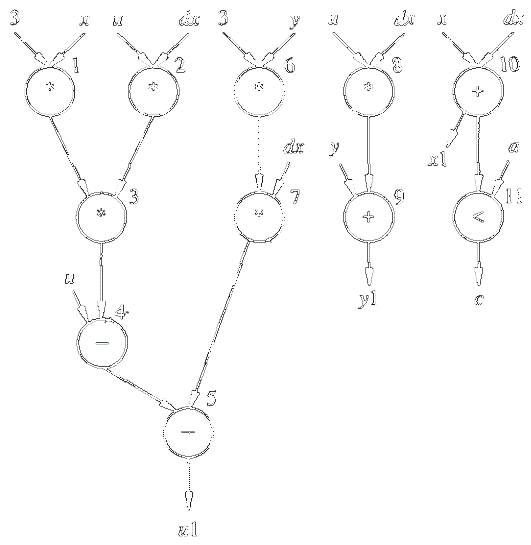 3 x u dx 3 y u dx x dx
1 2 6 8 10
* * * * +
x1
dx y a
3 7 9 11
* * + <
u y1 c
4
−
5
−
u1